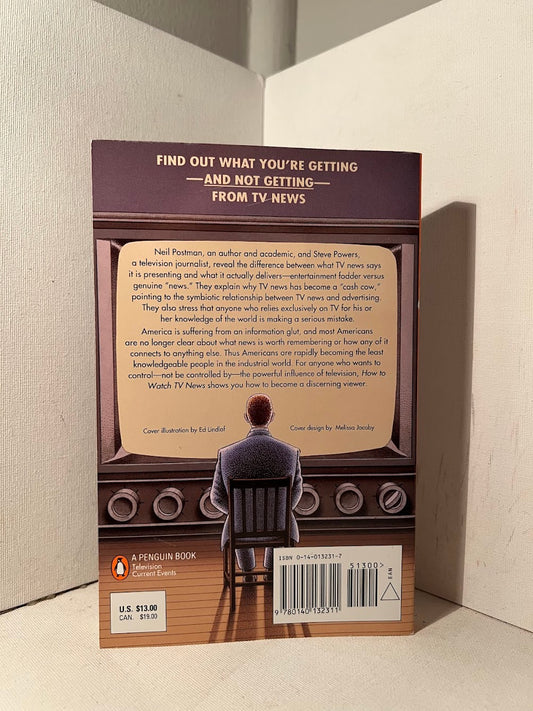 FIND OUT WHAT YOU'RE GETTING
—AND NOT GETTING—
FROM TV NEWS
Neil Postman, an author and academic, and Steve Powers,
a television journalist, reveal the difference between what TV news says
it is presenting and what it actually delivers—entertainment fodder versus
genuine "news." They explain why TV news has become a "cash cow,"
pointing to the symbiotic relationship between TV news and advertising.
They also stress that anyone who relies exclusively on TV for his or
her knowledge of the world is making a serious mistake.
America is suffering from an information glut, and most Americans
are no longer clear about what news is worth remembering or how any of it
connects to anything else. Thus Americans are rapidly becoming the least
knowledgeable people in the industrial world. For anyone who wants to
control—not be controlled by—the powerful influence of television, How to
Watch TV News shows you how to become a discerning viewer.
Cover illustration by Ed Lindlof
Cover design by Melissa Jacoby
A PENGUIN BOOK
Television
Current Events
U.S. $13.00
CAN. $19.00
ISBN 0-14-013231-7
51300>
EAN
9 780140 132311